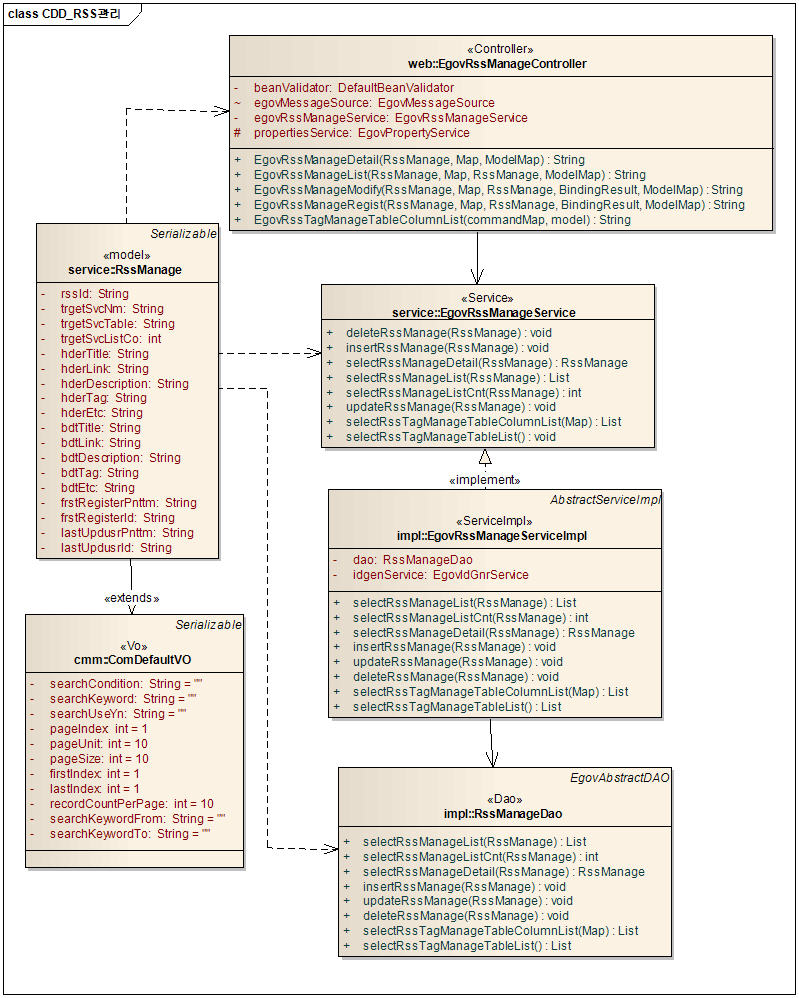 class CDD_RSS관리
«Controller»
web::EgovRssManageController
- beanValidator: DefaultBeanValidator
~ egovMessageSource: EgovMessageSource
- egovRssManageService: EgovRssManageService
# propertiesService: EgovPropertyService
+ EgovRssManageDetail(RssManage, Map, ModelMap) : String
+ EgovRssManageList(RssManage, Map, RssManage, ModelMap) : String
+ EgovRssManageModify(RssManage, Map, RssManage, BindingResult, ModelMap) : String
+ EgovRssManageRegist(RssManage, Map, RssManage, BindingResult, ModelMap) : String
+ EgovRssTagManageTableColumnList(commandMap, model) : String
Serializable
«model»
service::RssManage
- rssId: String
- trgetSvcNm: String
- trgetSvcTable: String
- trgetSvcListCo: int
- hderTitle: String
- hderLink: String
- hderDescription: String
- hderTag: String
- hderEtc: String
- bdtTitle: String
- bdtLink: String
- bdtDescription: String
- bdtTag: String
- bdtEtc: String
- frstRegisterPnttm: String
- frstRegisterId: String
- lastUpdusrPnttm: String
- lastUpdusrId: String
«Service»
service::EgovRssManageService
+ deleteRssManage(RssManage) : void
+ insertRssManage(RssManage) : void
+ selectRssManageDetail(RssManage) : RssManage
+ selectRssManageList(RssManage) : List
+ selectRssManageListCnt(RssManage) : int
+ updateRssManage(RssManage) : void
+ selectRssTagManageTableColumnList(Map) : List
+ selectRssTagManageTableList() : void
«implement»
AbstractServiceImpl
«ServiceImpl»
impl::EgovRssManageServiceImpl
- dao: RssManageDao
- idgenService: EgovIdGnrService
+ selectRssManageList(RssManage) : List
+ selectRssManageListCnt(RssManage) : int
+ selectRssManageDetail(RssManage) : RssManage
+ insertRssManage(RssManage) : void
+ updateRssManage(RssManage) : void
+ deleteRssManage(RssManage) : void
+ selectRssTagManageTableColumnList(Map) : List
+ selectRssTagManageTableList() : List
«extends»
Serializable
«Vo»
cmm::ComDefaultVO
- searchCondition: String = ""
- searchKeyword: String = ""
- searchUseYn: String = ""
- pageIndex: int = 1
- pageUnit: int = 10
- pageSize: int = 10
- firstIndex: int = 1
- lastIndex: int = 1
- recordCountPerPage: int = 10
- searchKeywordFrom: String = ""
- searchKeywordTo: String = ""
EgovAbstractDAO
«Dao»
impl::RssManageDao
+ selectRssManageList(RssManage) : List
+ selectRssManageListCnt(RssManage) : int
+ selectRssManageDetail(RssManage) : RssManage
+ insertRssManage(RssManage) : void
+ updateRssManage(RssManage) : void
+ deleteRssManage(RssManage) : void
+ selectRssTagManageTableColumnList(Map) : List
+ selectRssTagManageTableList() : List